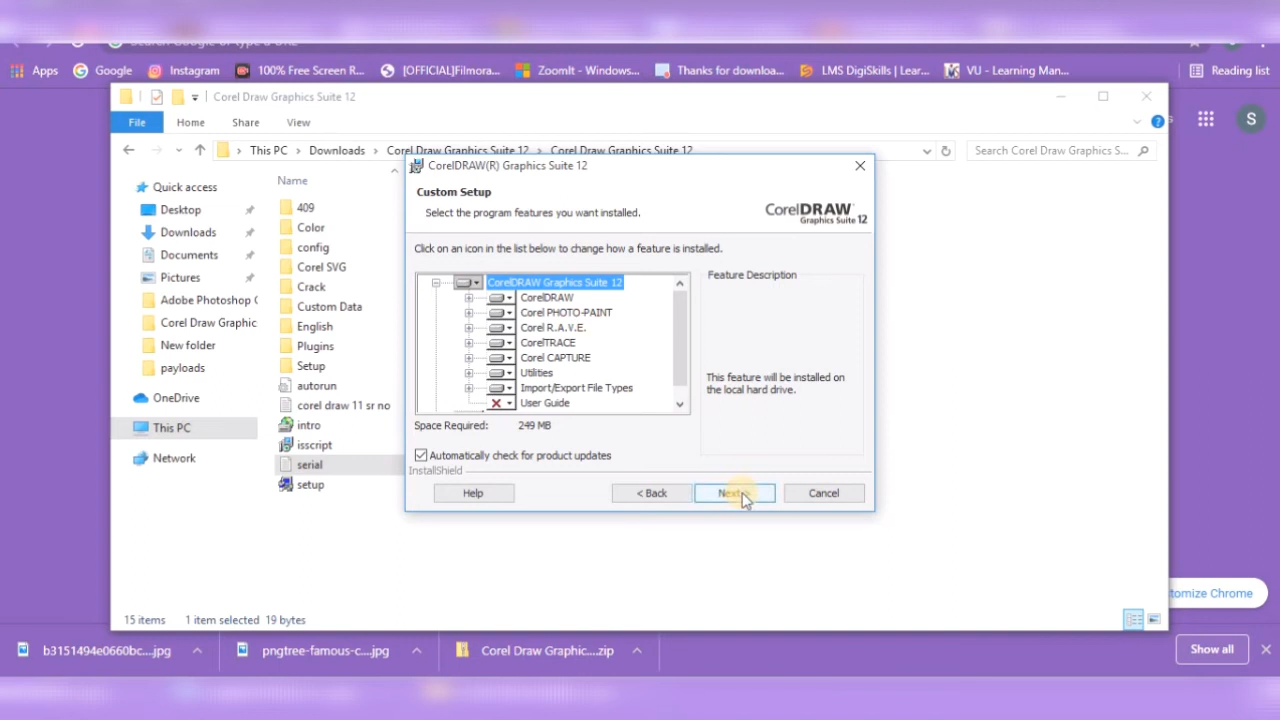 Apps
Google
Instagram
100% Free Screen R...
[OFFICIAL]Filmora...
ZoomIt - Windows...
Thanks for downloa...
LMS DigiSkills | Lear...
VU - Learning Man...
Reading list
Corel Draw Graphics Suite 12
File
Home
Share
View
S
This PC > Downloads > Corel Draw Graphics Suite 12 > Corel Draw Graphics Suite 12
Search Corel Draw Graphics S...
Quick access
Desktop
Downloads
Documents
Pictures
Adobe Photoshop (
Corel Draw Graphic
New folder
payloads
OneDrive
This PC
Network
Name
409
Color
config
Corel SVG
Crack
Custom Data
English
Plugins
Setup
autorun
corel draw 11 sr no
intro
isscript
serial
setup
CorelDRAW(R) Graphics Suite 12
Custom Setup
Select the program features you want installed.
CorelDRAW
Graphics Suite 12
Click on an icon in the list below to change how a feature is installed.
CorelDRAW Graphics Suite 12
CorelDRAW
Corel PHOTO-PAINT
Corel R.A.V.E.
CorelTRACE
Corel CAPTURE
Utilities
Import/Export File Types
User Guide
Feature Description
This feature will be installed on
the local hard drive.
Space Required: 249 MB
Automatically check for product updates
InstallShield
Help
< Back
Next >
Cancel
tomize Chrome
15 items 1 item selected 19 bytes
b3151494e0660bc....jpg
pngtree-famous-c....jpg
Corel Draw Graphic....zip
Show all